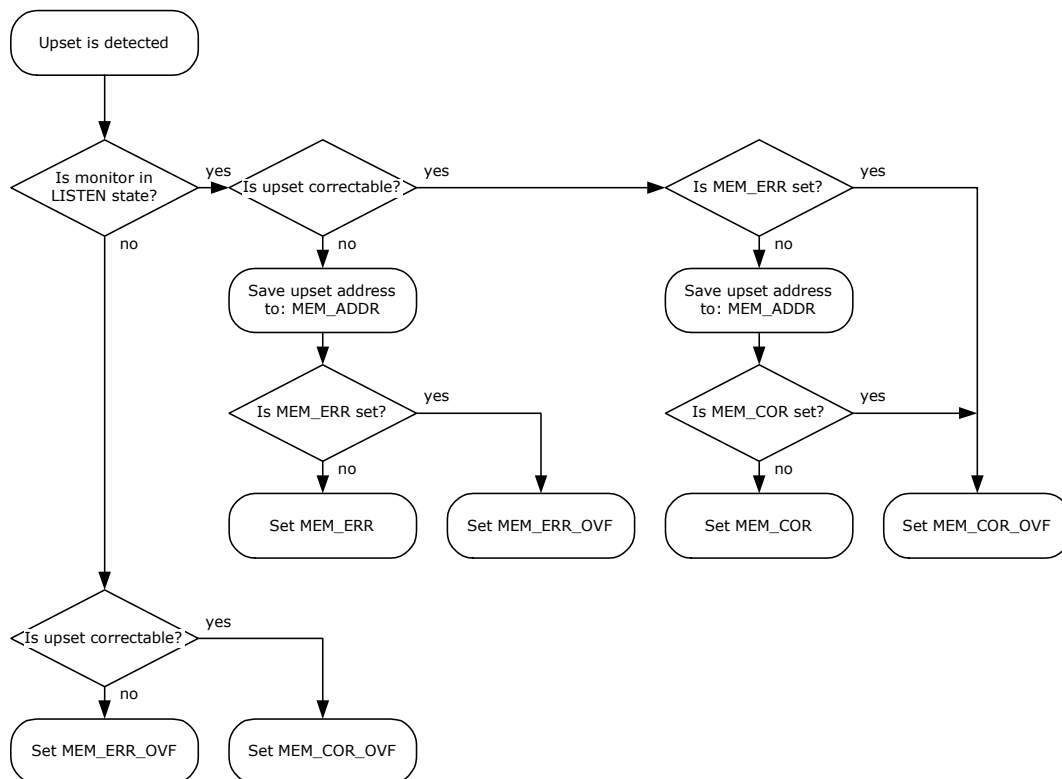 Upset is detected
Is monitor in
LISTEN state?
yes
no
Is upset correctable?
yes
no
Is MEM_ERR set?
yes
no
Save upset address
to: MEM_ADDR
Save upset address
to: MEM_ADDR
Is MEM_ERR set?
yes
no
Is MEM_COR set?
yes
no
Set MEM_ERR
Set MEM_ERR_OVF
Set MEM_COR
Set MEM_COR_OVF
Is upset correctable?
yes
no
Set MEM_ERR_OVF
Set MEM_COR_OVF